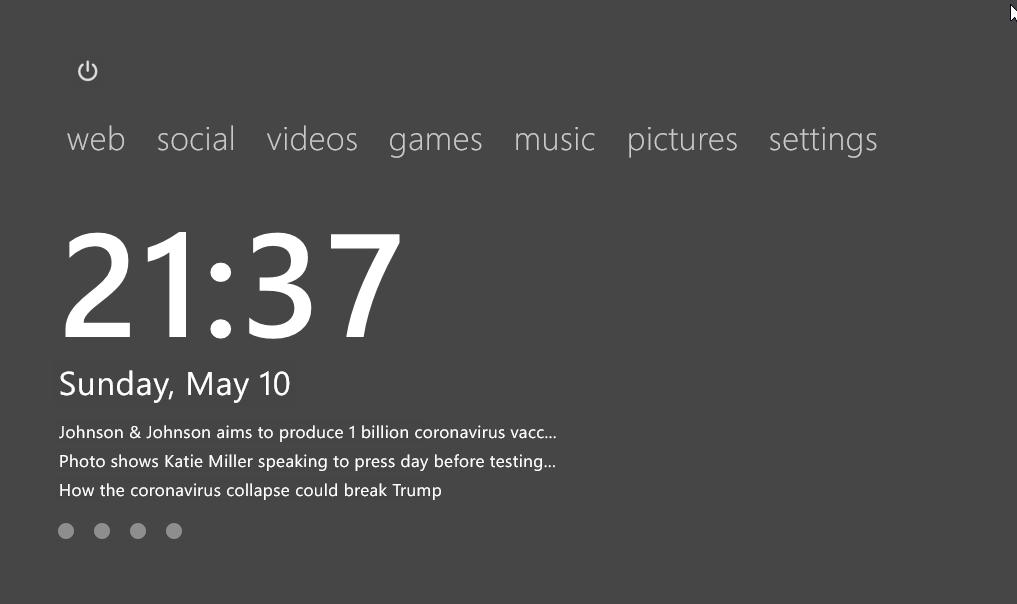 web social videos games music pictures settings
21:37
Sunday, May 10
Johnson & Johnson aims to produce 1 billion coronavirus vacc...
Photo shows Katie Miller speaking to press day before testing...
How the coronavirus collapse could break Trump